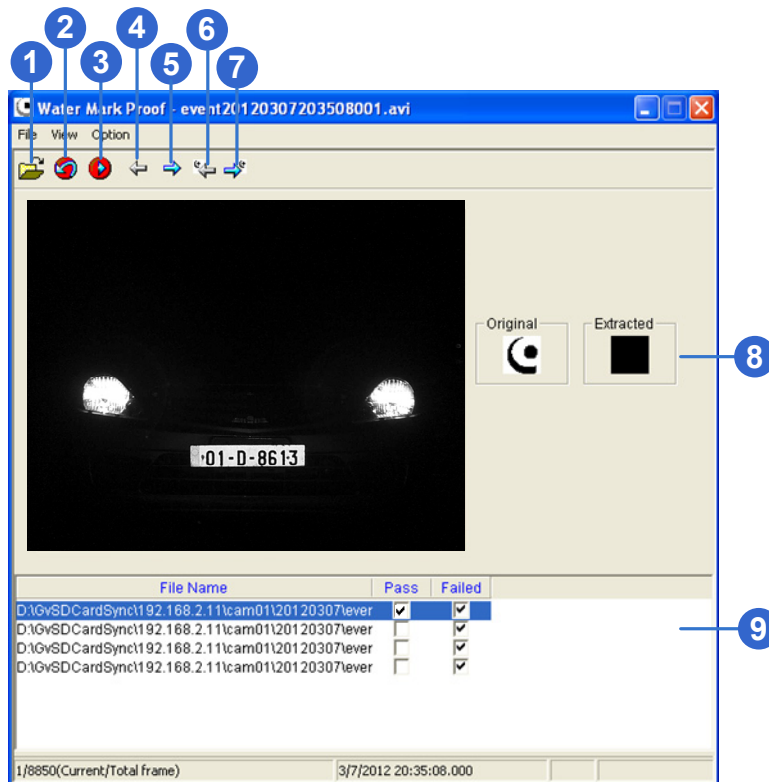 2 4 6
1 3 5 7
Water Mark Proof - event20120307203508001.avi
File View Option
Original Extracted
8
01-D-8613
File Name Pass Failed
D:\GvSDCardSync\192.168.2.11\cam01\20120307\ever
9
D:\GvSDCardSync\192.168.2.11\cam01\20120307\ever
D:\GvSDCardSync\192.168.2.11\cam01\20120307\ever
D:\GvSDCardSync\192.168.2.11\cam01\20120307\ever
1/8850(Current/Total frame) 3/7/2012 20:35:08.000